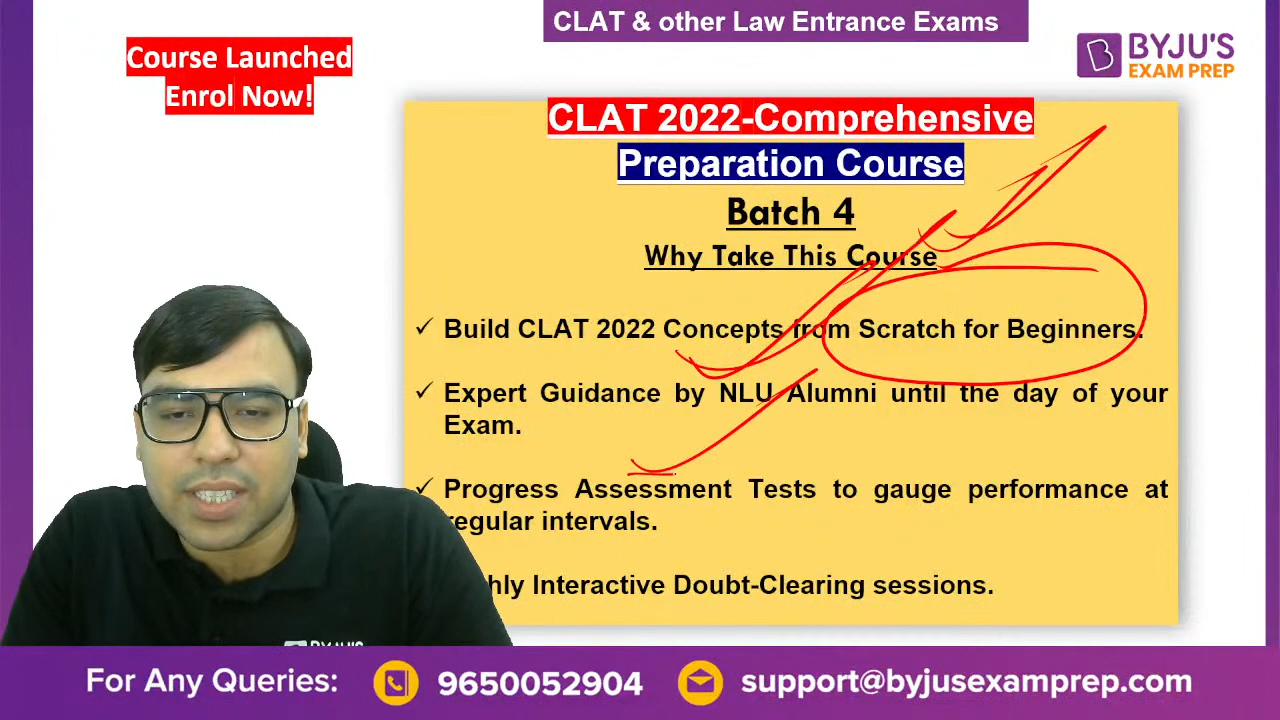 CLAT & other Law Entrance Exams
Course Launched
Enrol Now!
BYJU'S
EXAM PREP
CLAT 2022-Comprehensive
Preparation Course
Batch 4
Why Take This Course
✓ Build CLAT 2022 Concepts from Scratch for Beginners.
✓ Expert Guidance by NLU Alumni until the day of your
Exam.
✓ Progress Assessment Tests to gauge performance at
regular intervals.
Interactive Doubt-Clearing sessions.
BYJU'S
For Any Queries:
9650052904
support@byjusexamprep.com